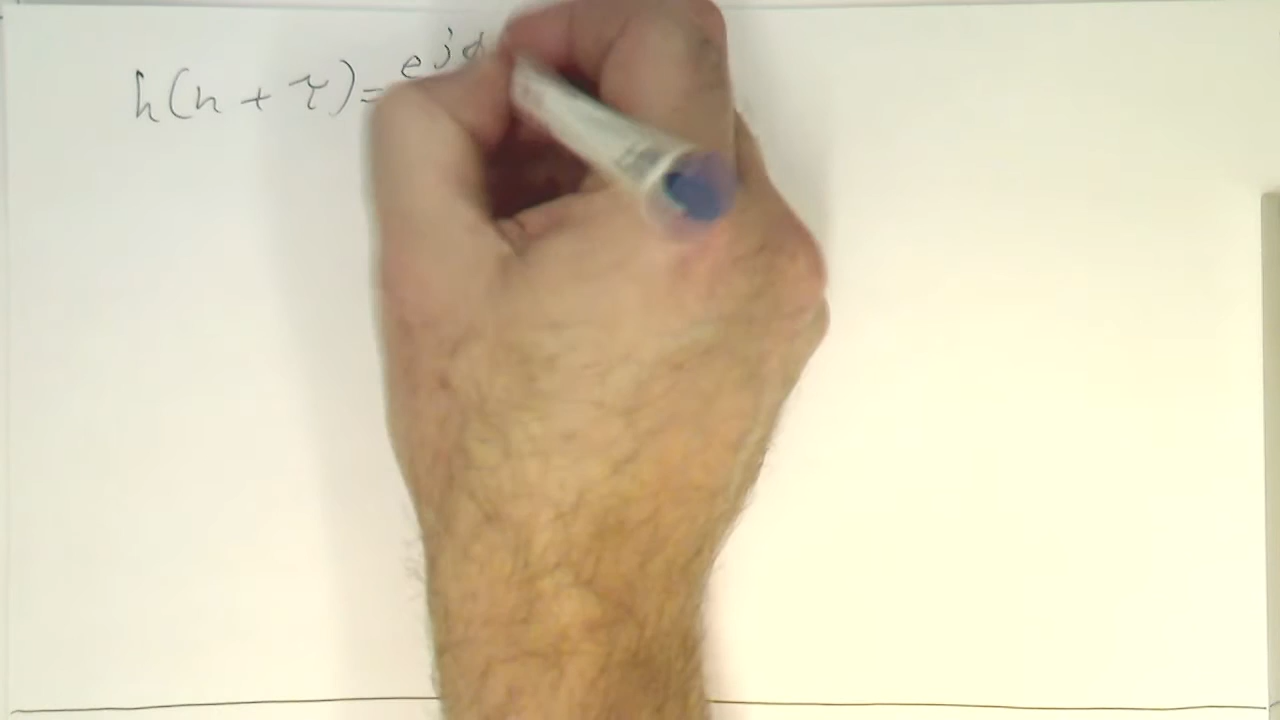 h(n + τ) = e^jφ